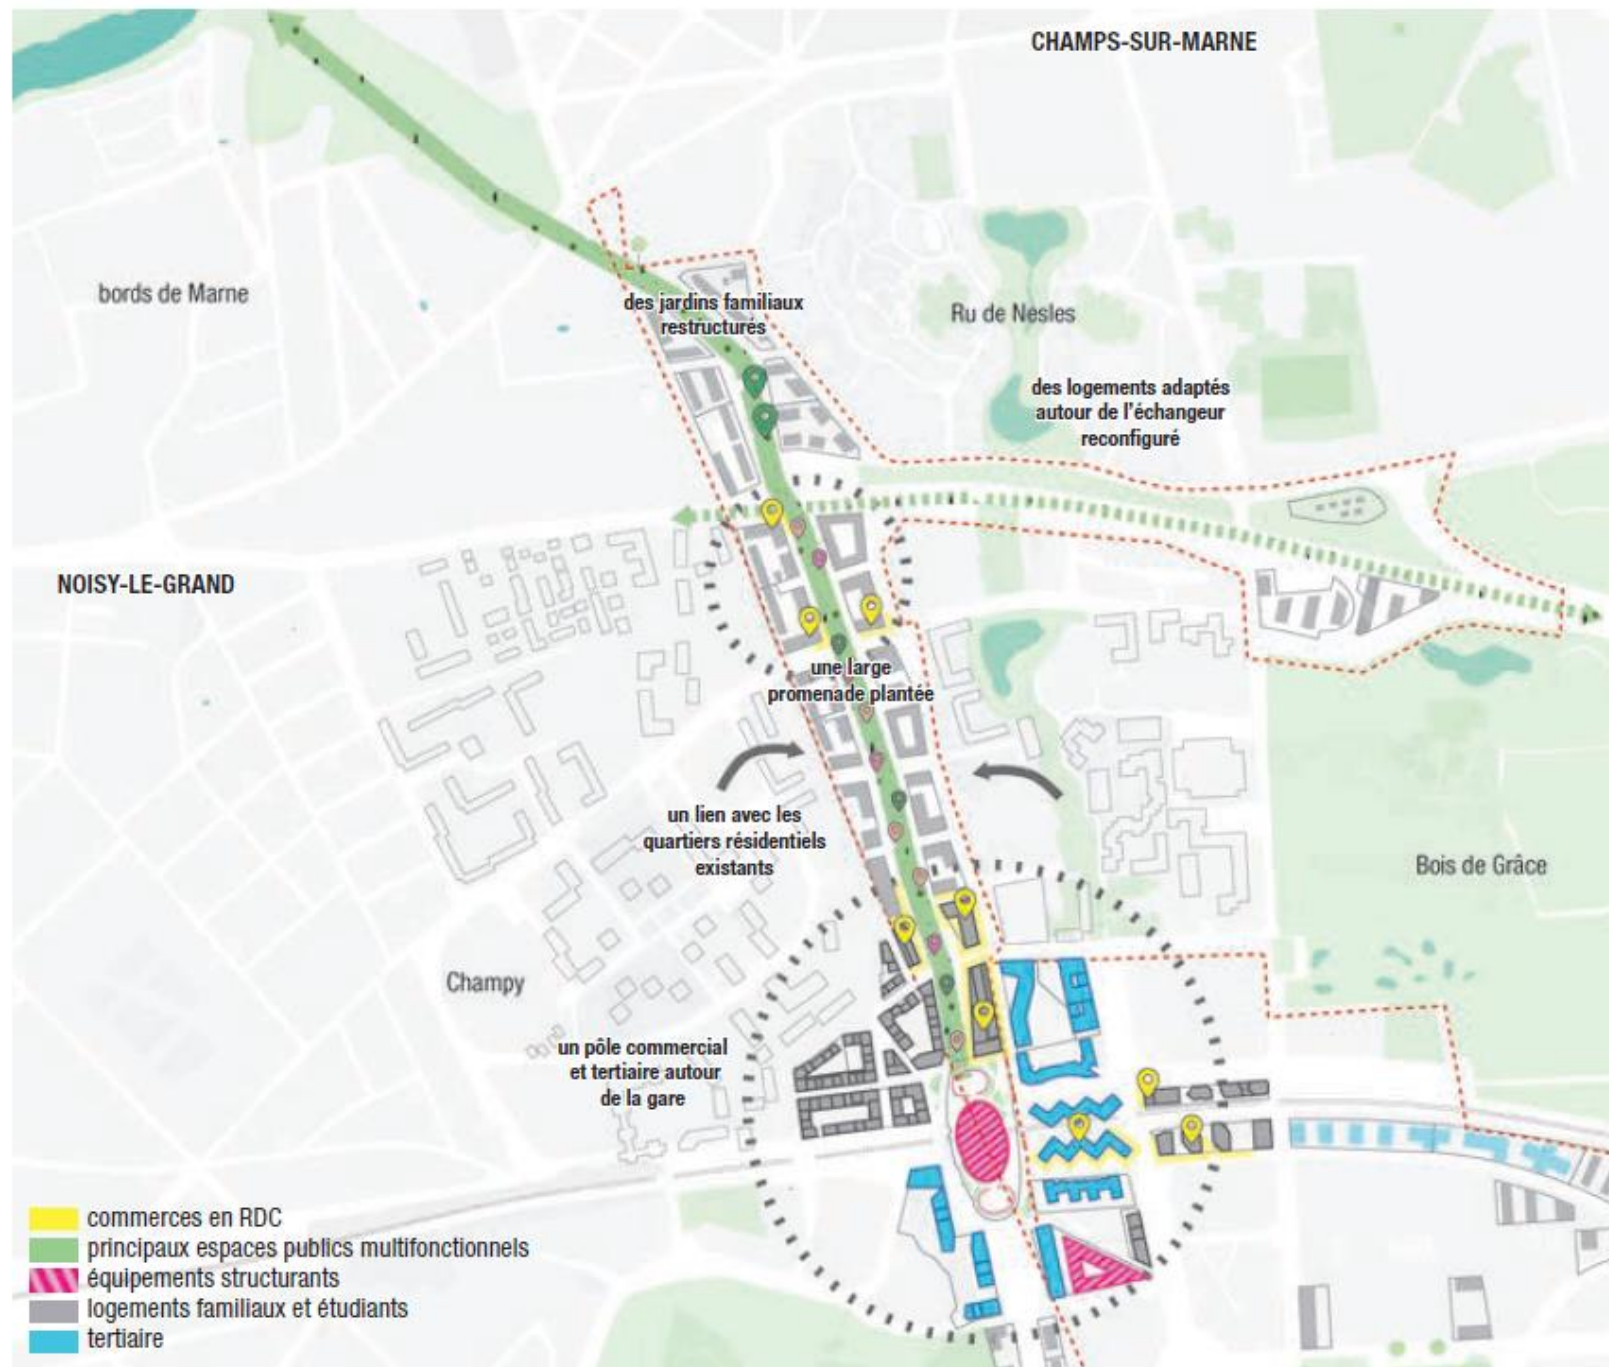 CHAMPS-SUR-MARNE
bords de Marne
des jardins familiaux
restructurés
Ru de Nesles
des logements adaptés
autour de l'échangeur
reconfiguré
NOISY-LE-GRAND
une large
promenade plantée
un lien avec les
quartiers résidentiels
existants
Bois de Grâce
Champy
un pôle commercial
et tertiaire autour
de la gare
commerces en RDC
principaux espaces publics multifonctionnels
équipements structurants
logements familiaux et étudiants
tertiaire